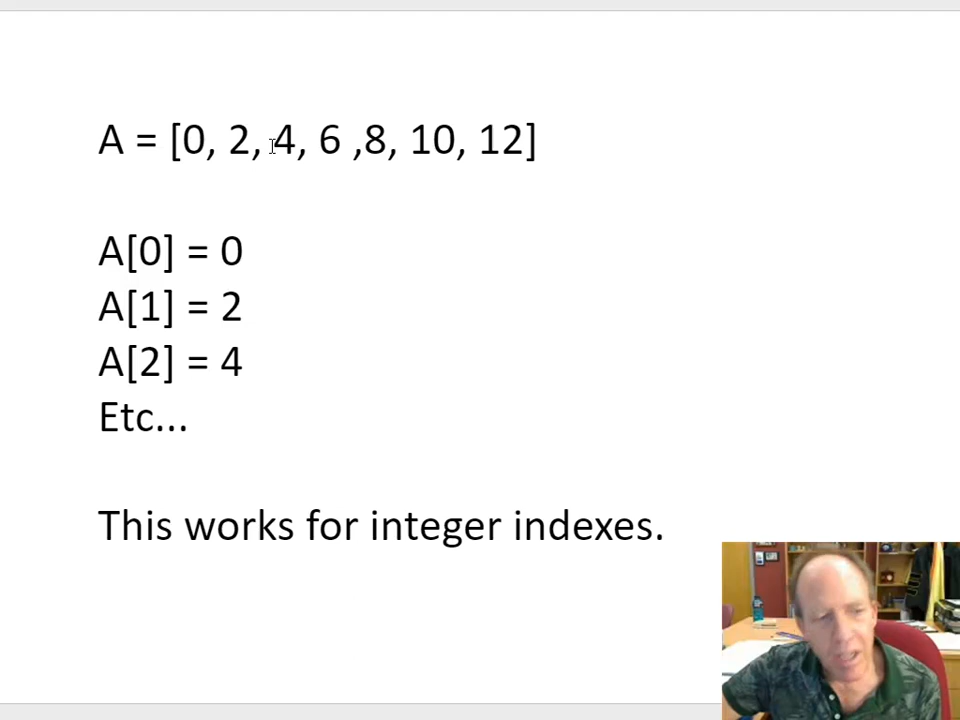 A = [0, 2, 4, 6 ,8, 10, 12]
A[0] = 0
A[1] = 2
A[2] = 4
Etc...
This works for integer indexes.